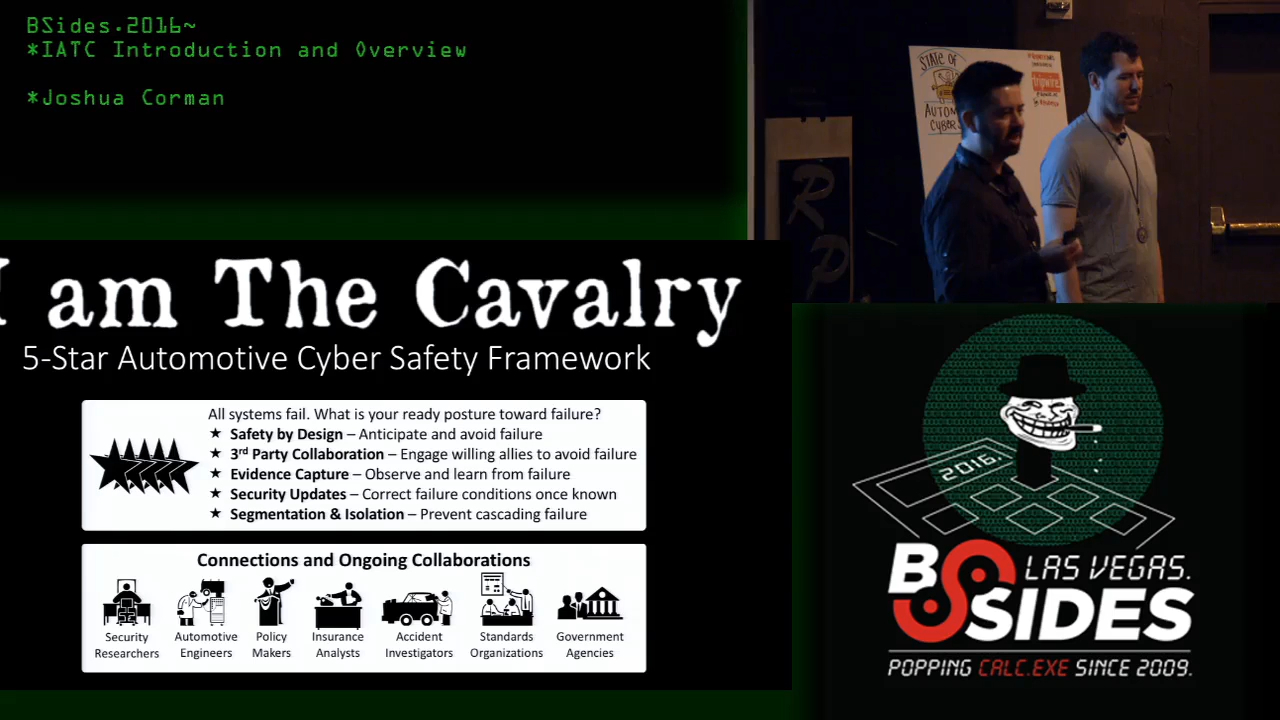 BSides.2016~
*IATC Introduction and Overview
*Joshua Corman
STATE OF
AUTOM
CYBERS
RP
I am The Cavalry
5-Star Automotive Cyber Safety Framework
All systems fail. What is your ready posture toward failure?
★ Safety by Design – Anticipate and avoid failure
★ 3rd Party Collaboration – Engage willing allies to avoid failure
★ Evidence Capture – Observe and learn from failure
★ Security Updates – Correct failure conditions once known
★ Segmentation & Isolation – Prevent cascading failure
Connections and Ongoing Collaborations
Security Researchers
Automotive Engineers
Policy Makers
Insurance Analysts
Accident Investigators
Standards Organizations
Government Agencies
2016.
BSIDES LAS VEGAS.
POPPING CALC.EXE SINCE 2009.